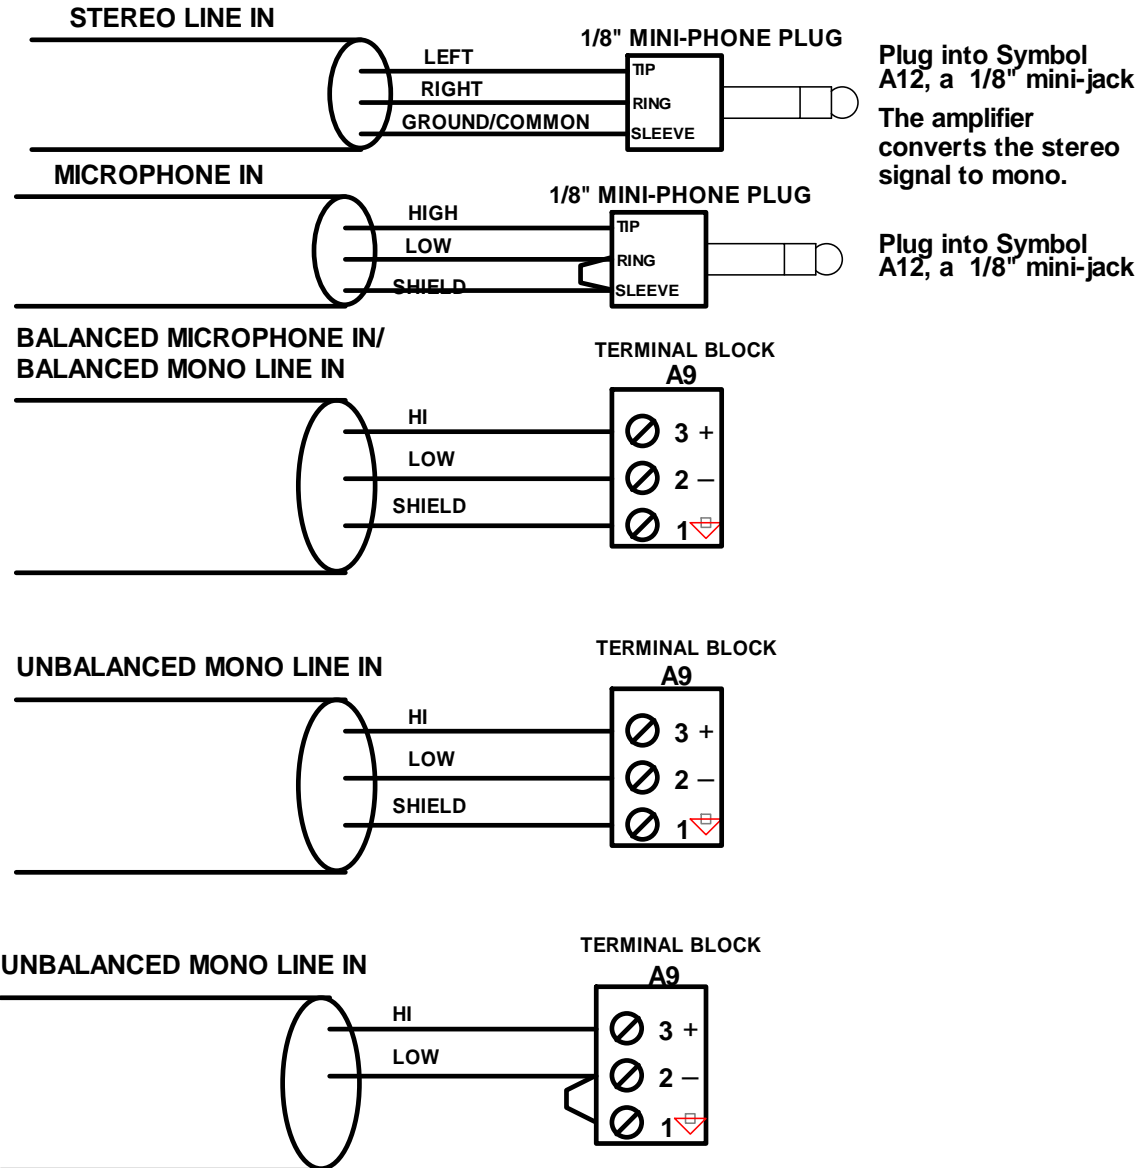 STEREO LINE IN
1/8" MINI-PHONE PLUG
LEFT
TIP
RIGHT
RING
GROUND/COMMON
SLEEVE
Plug into Symbol
A12, a 1/8" mini-jack
The amplifier
converts the stereo
signal to mono.
MICROPHONE IN
1/8" MINI-PHONE PLUG
HIGH
TIP
LOW
RING
SHIELD
SLEEVE
Plug into Symbol
A12, a 1/8" mini-jack
BALANCED MICROPHONE IN/
BALANCED MONO LINE IN
TERMINAL BLOCK
A9
HI
3 +
LOW
2 –
SHIELD
1
UNBALANCED MONO LINE IN
TERMINAL BLOCK
A9
HI
3 +
LOW
2 –
SHIELD
1
UNBALANCED MONO LINE IN
TERMINAL BLOCK
A9
HI
3 +
LOW
2 –
1